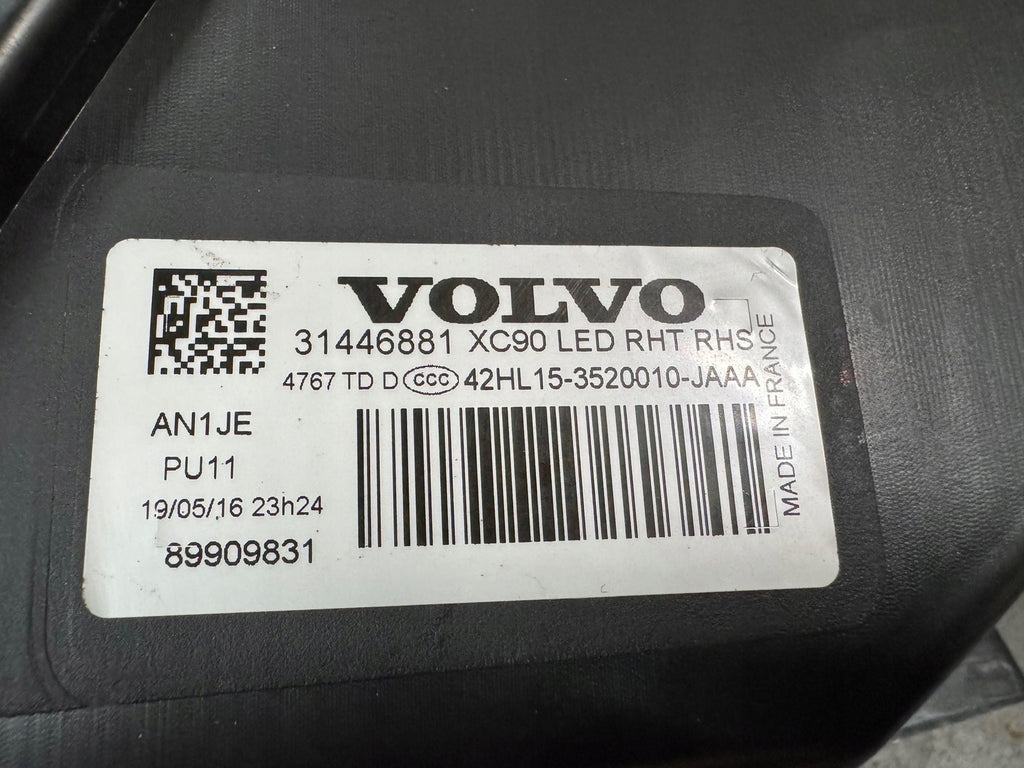 VOLVO
31446881 XC90 LED RHT RHS
4767 TD D CCC 42HL15-3520010-JAAA
AN1JE
PU11
19/05/16 23h24
89909831
MADE IN FRANCE